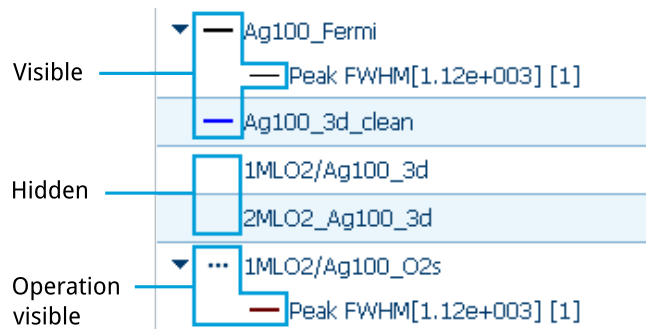 Ag100_Fermi
Visible
Peak FWHM[1.12e+003] [1]
Ag100_3d_clean
1MLO2/Ag100_3d
Hidden
2MLO2_Ag100_3d
1MLO2/Ag100_O2s
Operation
visible
Peak FWHM[1.12e+003] [1]